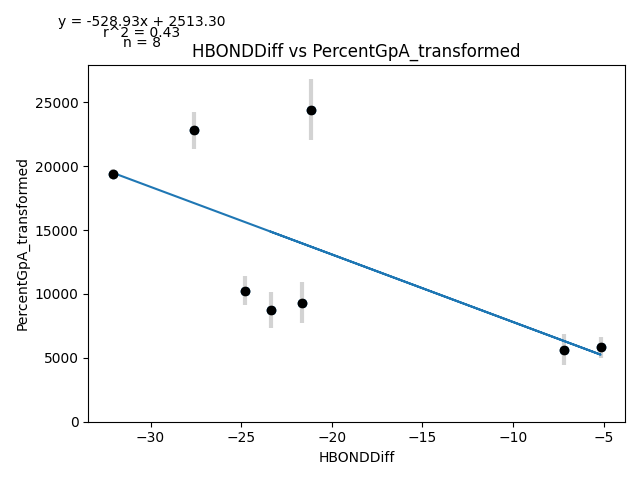 y = -528.93x + 2513.30
r^2 = 0.43
n = 8
HBONDDiff vs PercentGpA_transformed
PercentGpA_transformed
25000
20000
15000
10000
5000
0
−30
−25
−20
−15
−10
−5
HBONDDiff